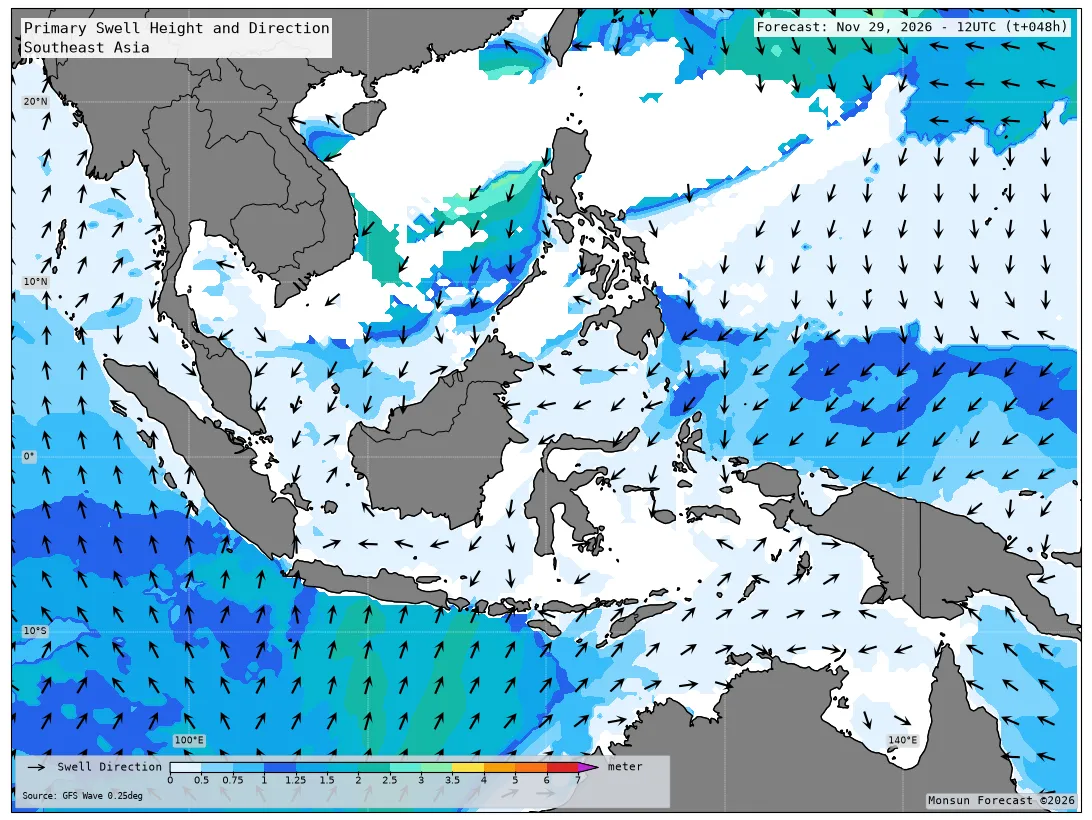 Primary Swell Height and Direction
Southeast Asia
Forecast: Nov 29, 2026 - 12UTC (t+048h)
20°N
10°N
0°
10°S
100°E
140°E
Swell Direction
0 0.5 0.75 1 1.25 1.5 2 2.5 3 3.5 4 5 6 7
meter
Source: GFS Wave 0.25deg
Monsun Forecast ©2026